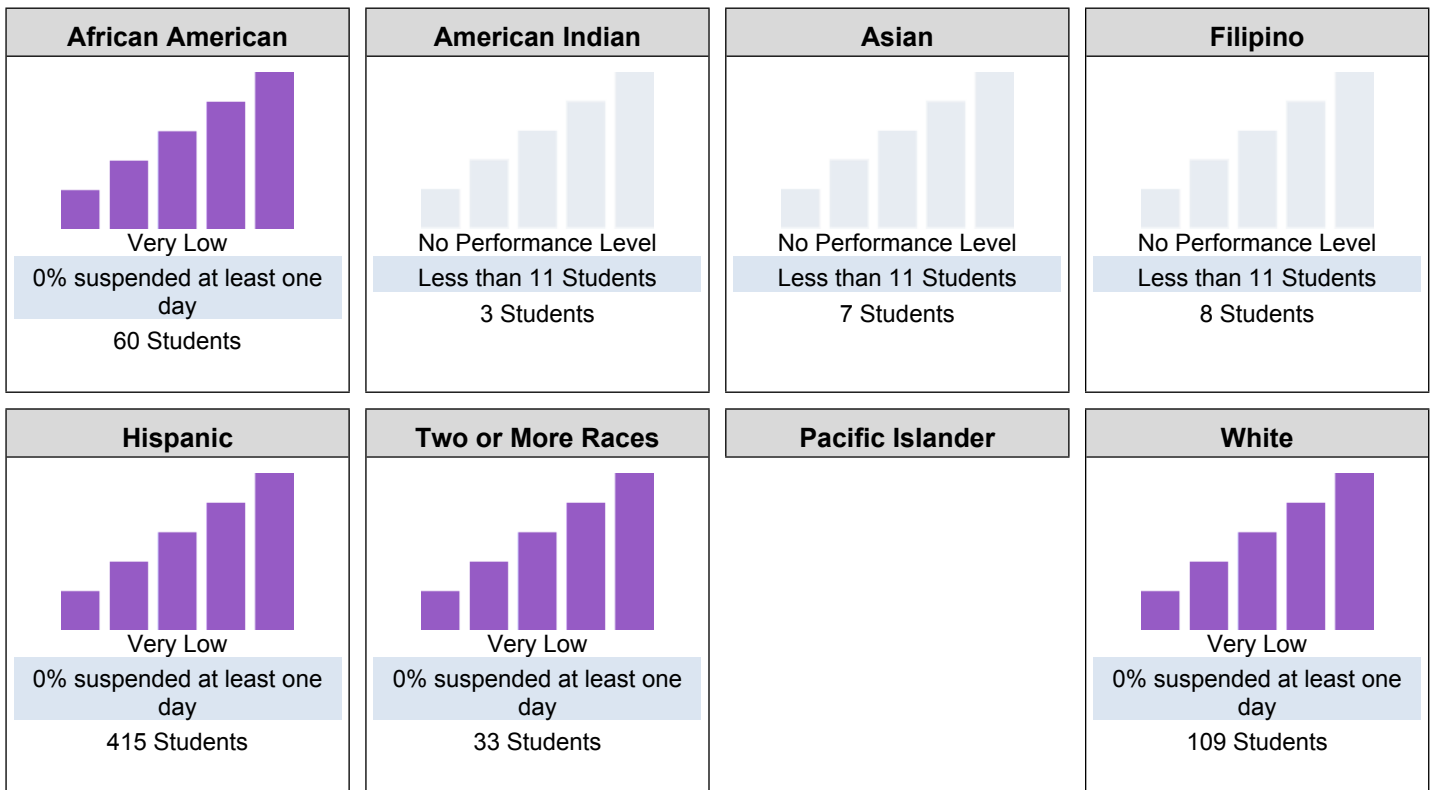 African American
Very Low
0% suspended at least one
day
60 Students
American Indian
No Performance Level
Less than 11 Students
3 Students
Asian
No Performance Level
Less than 11 Students
7 Students
Filipino
No Performance Level
Less than 11 Students
8 Students
Hispanic
Very Low
0% suspended at least one
day
415 Students
Two or More Races
Very Low
0% suspended at least one
day
33 Students
Pacific Islander
White
Very Low
0% suspended at least one
day
109 Students